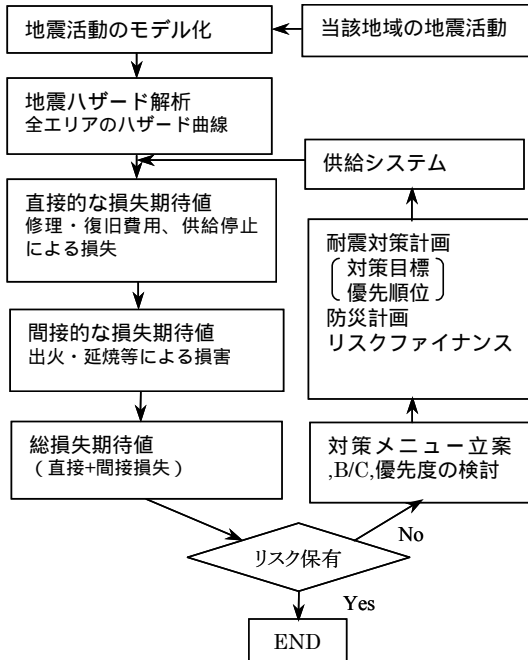 地震活動のモデル化
当該地域の地震活動
地震ハザード解析
全エリアのハザード曲線
供給システム
直接的な損失期待値
修理・復旧費用、供給停止
による損失
耐震対策計画
対策目標
優先順位
防災計画
リスクファイナンス
間接的な損失期待値
出火・延焼等による損害
総損失期待値
（直接+間接損失）
対策メニュー立案
,B/C,優先度の検討
リスク保有
No
Yes
END